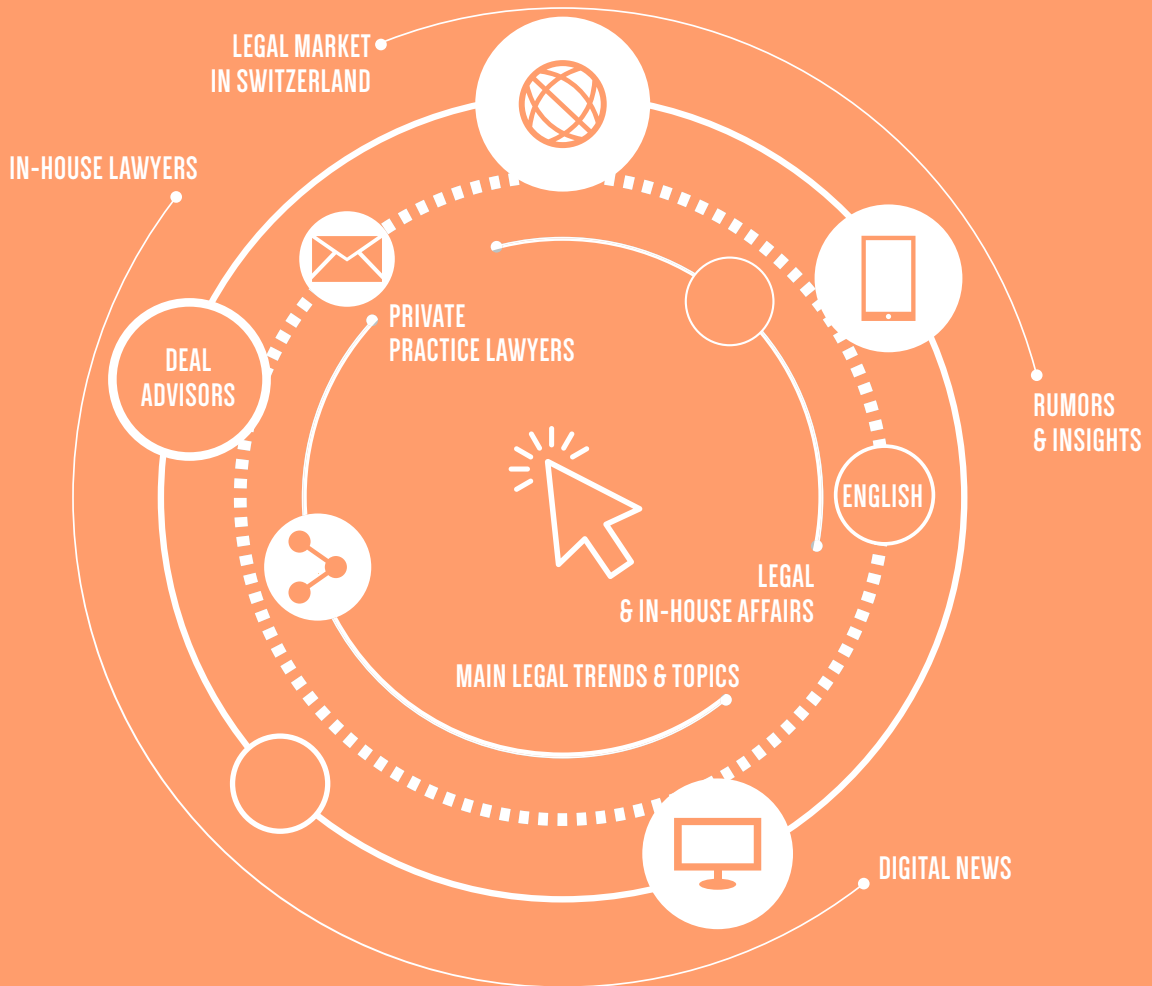 LEGAL MARKET
IN SWITZERLAND
IN-HOUSE LAWYERS
PRIVATE
PRACTICE LAWYERS
DEAL
ADVISORS
RUMORS
& INSIGHTS
ENGLISH
LEGAL
& IN-HOUSE AFFAIRS
MAIN LEGAL TRENDS & TOPICS
DIGITAL NEWS